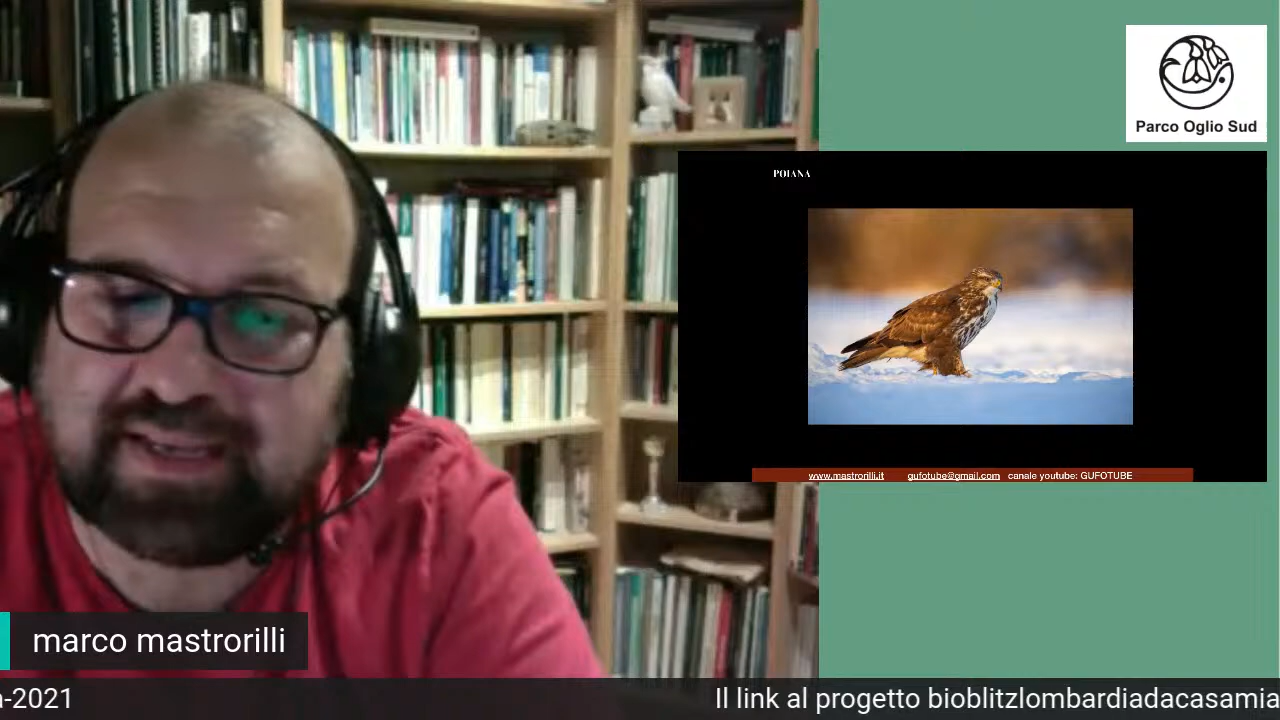 Parco Oglio Sud
POIANA
www.mastrorilli.it gufotube@gmail.com canale youtube: GUFOTUBE
marco mastrorilli
a-2021 Il link al progetto bioblitzlombardiadacasamia